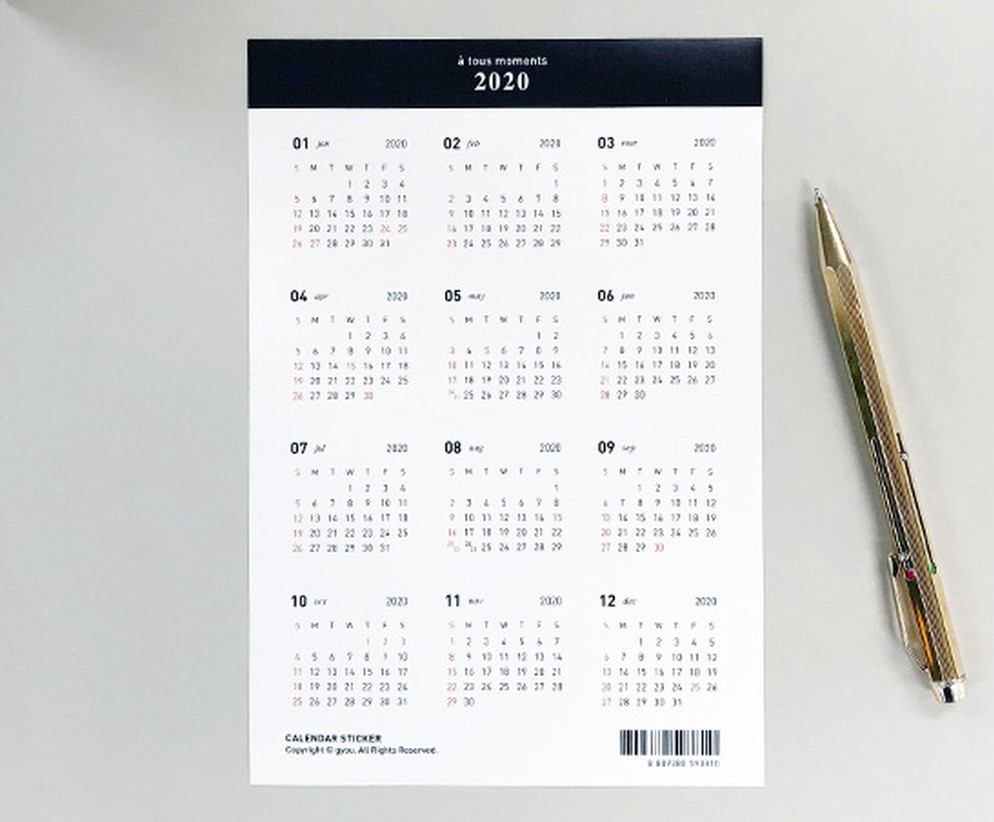 à tous moments
2020
01 jan 2020
02 feb 2020
03 mar 2020
S M T W T F S
S M T W T F S
S M T W T F S
1 2 3 4
1
1 2 3 4 5 6 7
5 6 7 8 9 10 11
2 3 4 5 6 7 8
8 9 10 11 12 13 14
12 13 14 15 16 17 18
9 10 11 12 13 14 15
15 16 17 18 19 20 21
19 20 21 22 23 24 25
16 17 18 19 20 21 22
22 23 24 25 26 27 28
26 27 28 29 30 31
23 24 25 26 27 28 29
29 30 31
04 apr 2020
05 may 2020
06 jun 2020
S M T W T F S
S M T W T F S
S M T W T F S
1 2 3 4
1 2
1 2 3 4 5 6
5 6 7 8 9 10 11
3 4 5 6 7 8 9
7 8 9 10 11 12 13
12 13 14 15 16 17 18
10 11 12 13 14 15 16
14 15 16 17 18 19 20
19 20 21 22 23 24 25
17 18 19 20 21 22 23
21 22 23 24 25 26 27
26 27 28 29 30
25 26 27 28 29 30
28 29 30
07 jul 2020
08 aug 2020
09 sep 2020
S M T W T F S
S M T W T F S
S M T W T F S
1 2 3 4
1
1 2 3 4 5
5 6 7 8 9 10 11
2 3 4 5 6 7 8
6 7 8 9 10 11 12
12 13 14 15 16 17 18
9 10 11 12 13 14 15
13 14 15 16 17 18 19
19 20 21 22 23 24 25
16 17 18 19 20 21 22
20 21 22 23 24 25 26
26 27 28 29 30 31
25 26 27 28 29
27 28 29 30
10 oct 2020
11 nov 2020
12 dec 2020
S M T W T F S
S M T W T F S
S M T W T F S
1 2 3
1 2 3 4 5 6 7
1 2 3 4 5
4 5 6 7 8 9 10
8 9 10 11 12 13 14
6 7 8 9 10 11 12
11 12 13 14 15 16 17
15 16 17 18 19 20 21
13 14 15 16 17 18 19
18 19 20 21 22 23 24
22 23 24 25 26 27 28
20 21 22 23 24 25 26
25 26 27 28 29 30 31
29 30
27 28 29 30 31
CALENDAR STICKER
Copyright © gyou. All Rights Reserved.